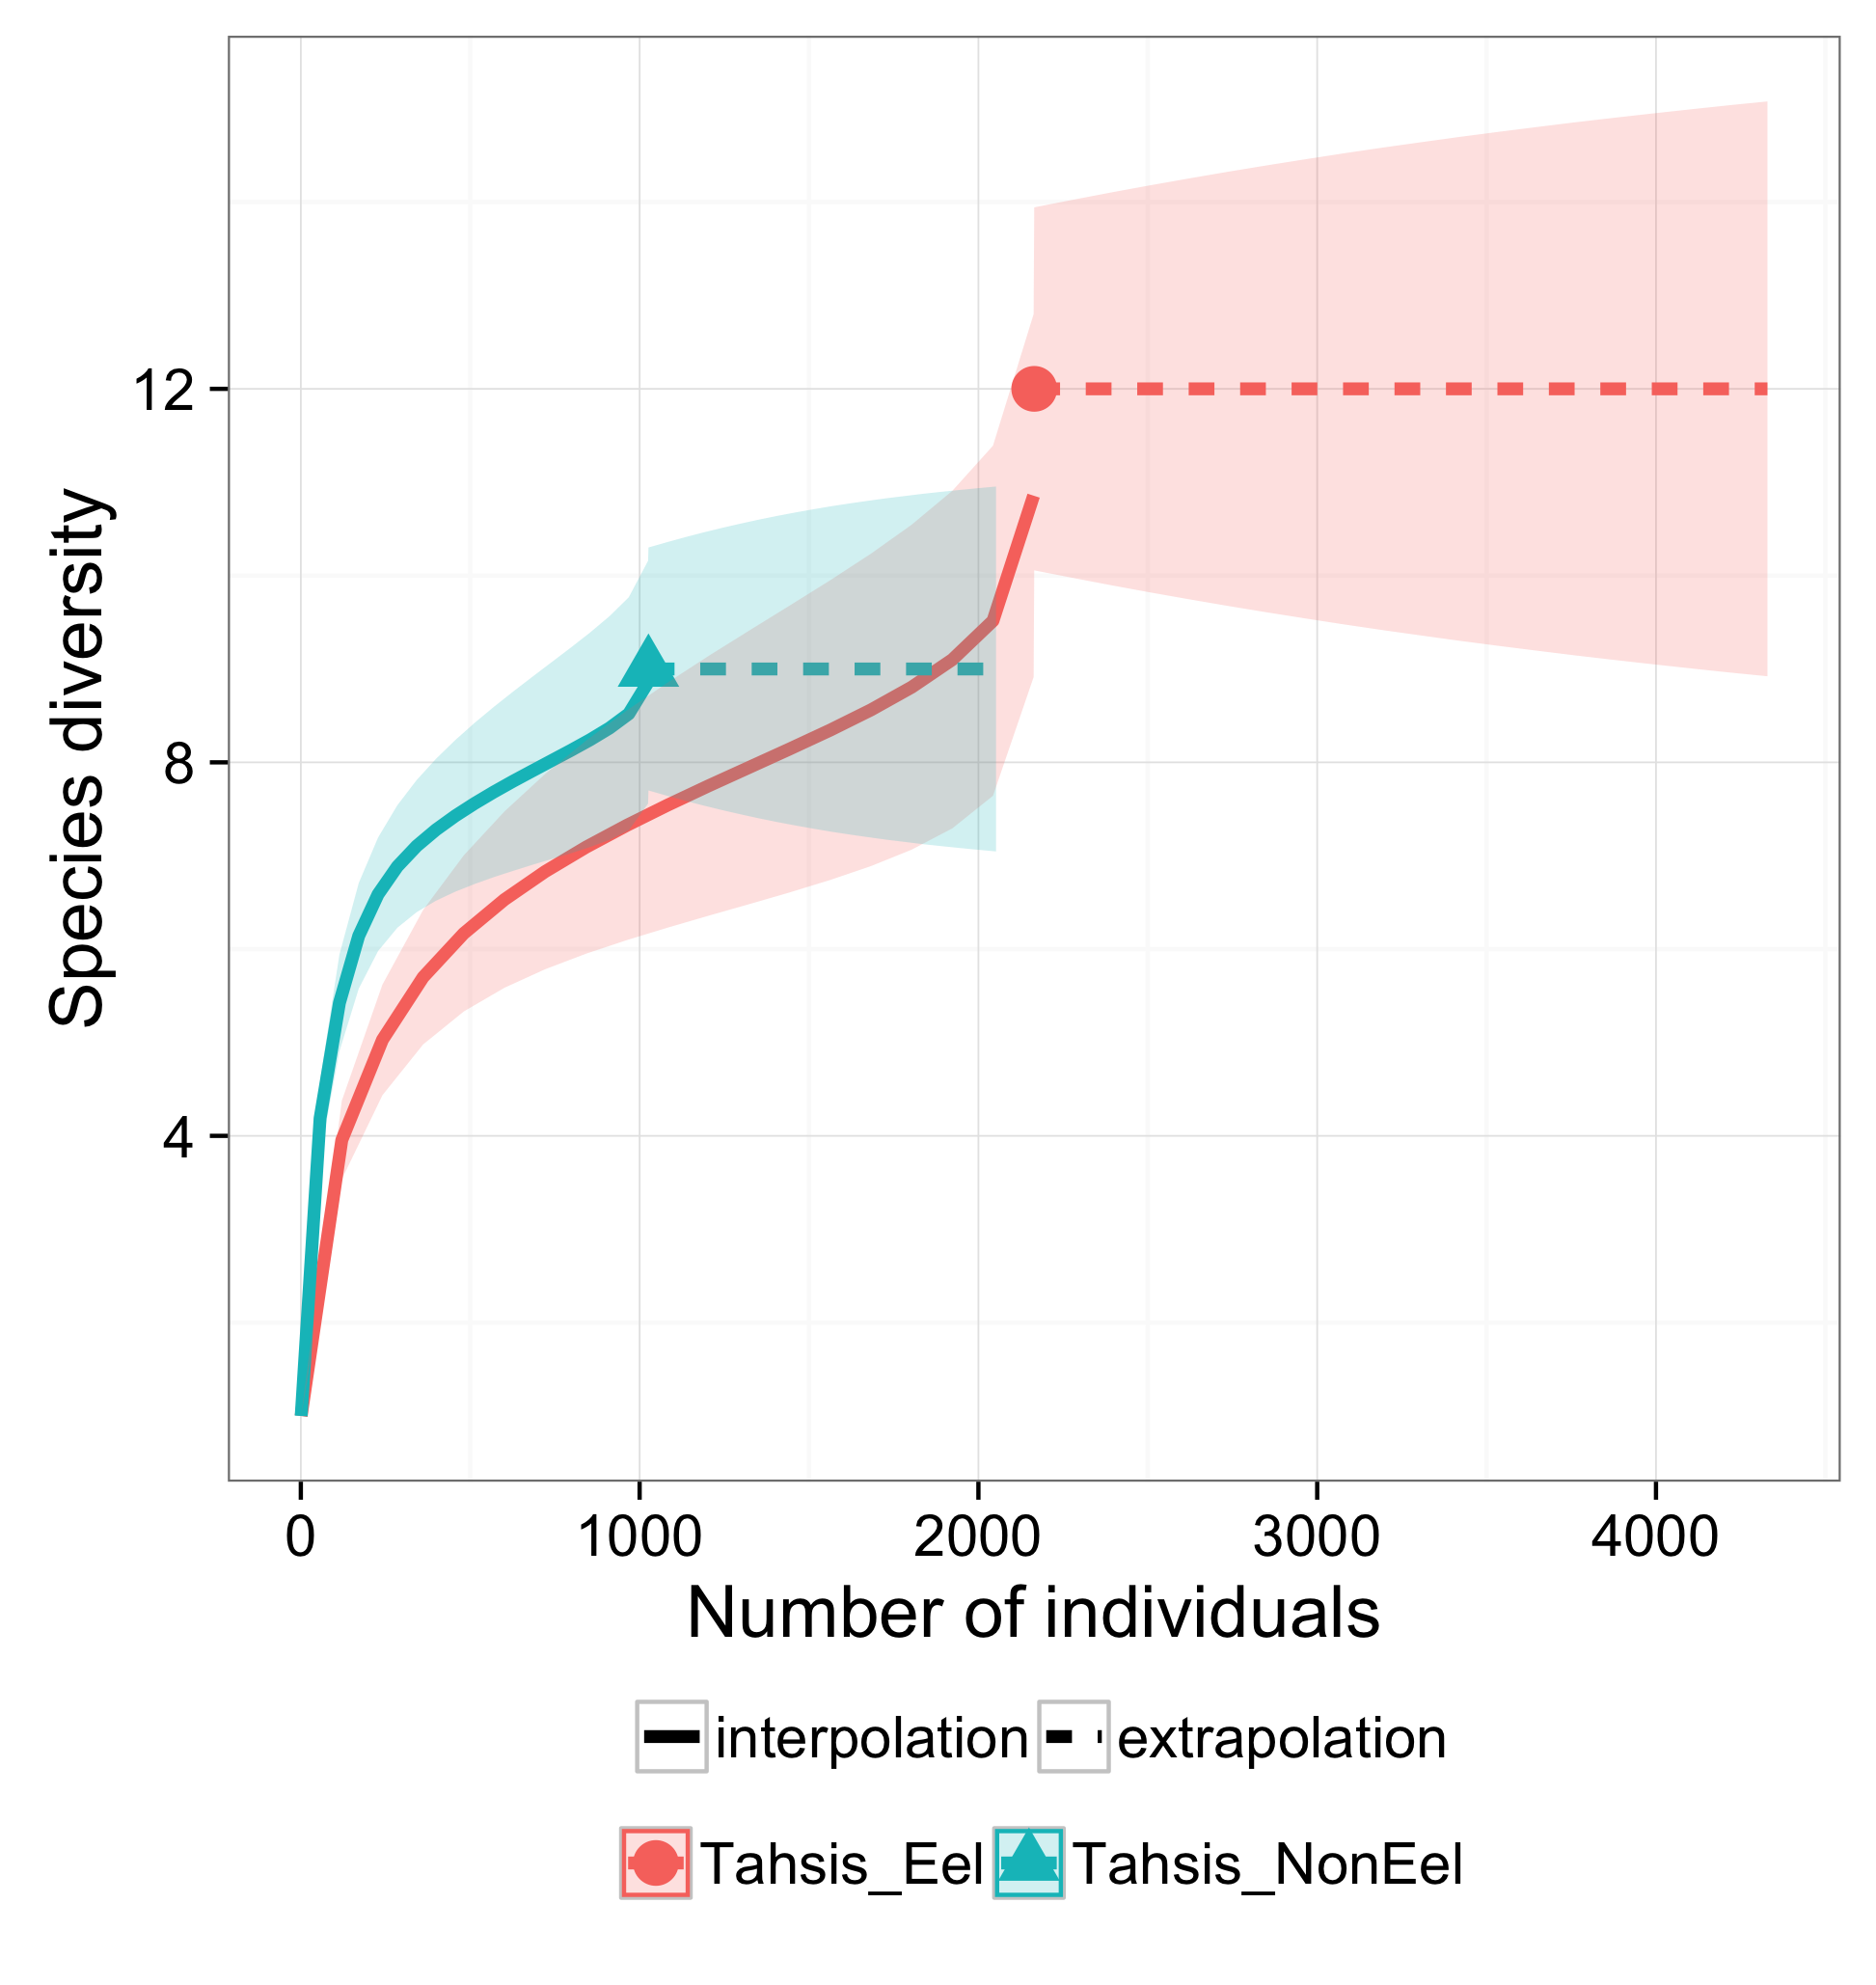 12
8
4
Species diversity
0 1000 2000 3000 4000
Number of individuals
interpolation extrapolation
Tahsis_Eel Tahsis_NonEel